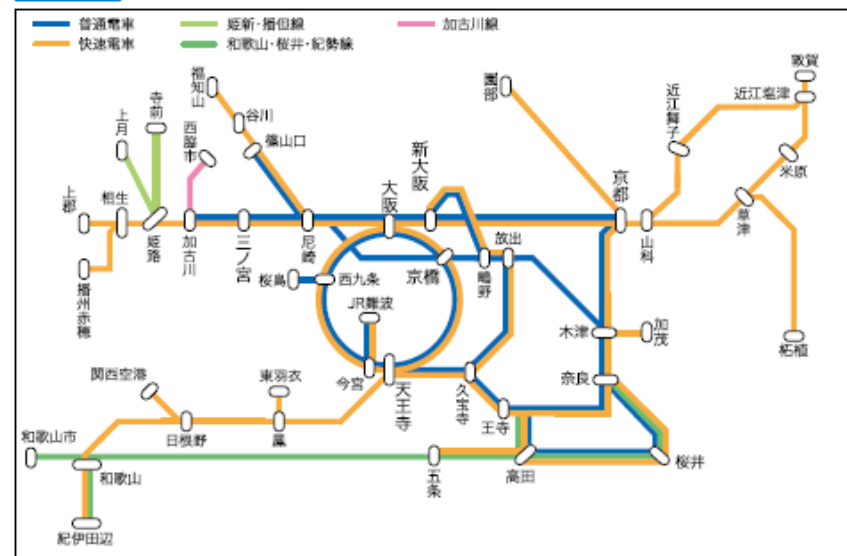 普通電車
姫新・播但線
加古川線
快速電車
和歌山・桜井・紀勢線
敦賀
近江塩津
近江舞子
園部
福知山
谷川
篠山口
寺前
上月
西脇市
新大阪
大阪
京都
米原
草津
山科
上郡
相生
姫路
加古川
三ノ宮
尼崎
放出
鴫野
京橋
桜島
西九条
播州赤穂
JR難波
木津
加茂
柘植
奈良
今宮
天王寺
久宝寺
王寺
関西空港
東羽衣
日根野
鳳
和歌山市
和歌山
五条
高田
桜井
紀伊田辺